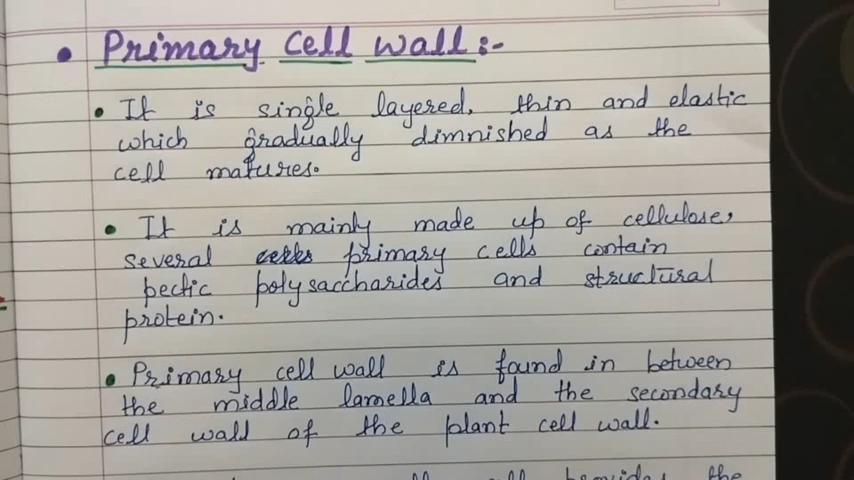 • Primary Cell Wall:-
• It is single layered, thin and elastic
which gradually dimnished as the
cell matures.
• It is mainly made up of cellulose,
several cells primary cells contain
pectic polysaccharides and structural
protein.
• Primary cell wall is found in between
the middle lamella and the secondary
cell wall of the plant cell wall.
the